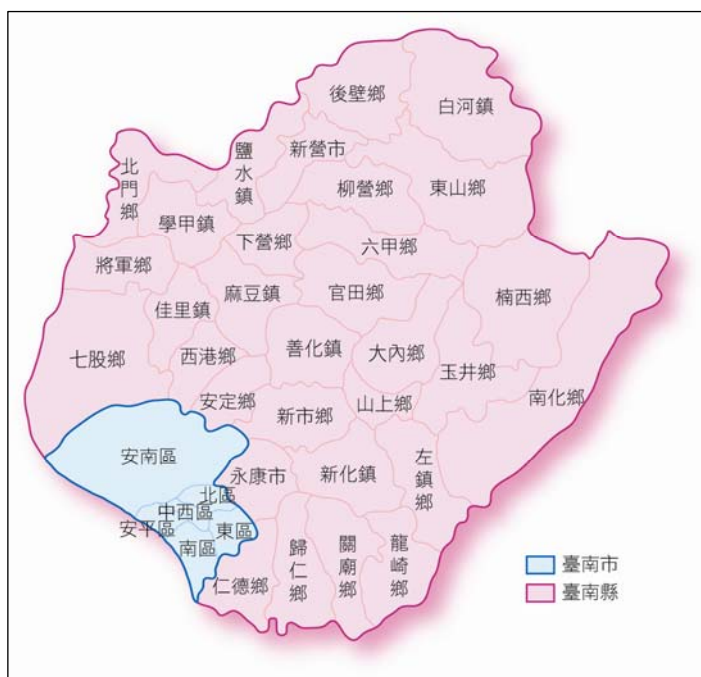 後壁鄉
白河鎮
新營市
鹽水鎮
北門鄉
柳營鄉
東山鄉
學甲鎮
下營鄉
六甲鄉
將軍鄉
麻豆鎮
官田鄉
楠西鄉
佳里鎮
七股鄉
西港鄉
善化鎮
大內鄉
玉井鄉
南化鄉
安定鄉
新市鄉
山上鄉
安南區
永康市
新化鎮
左鎮鄉
北區
中西區
安平區
東區
南區
仁德鄉
歸仁鄉
關廟鄉
龍崎鄉
臺南市
臺南縣